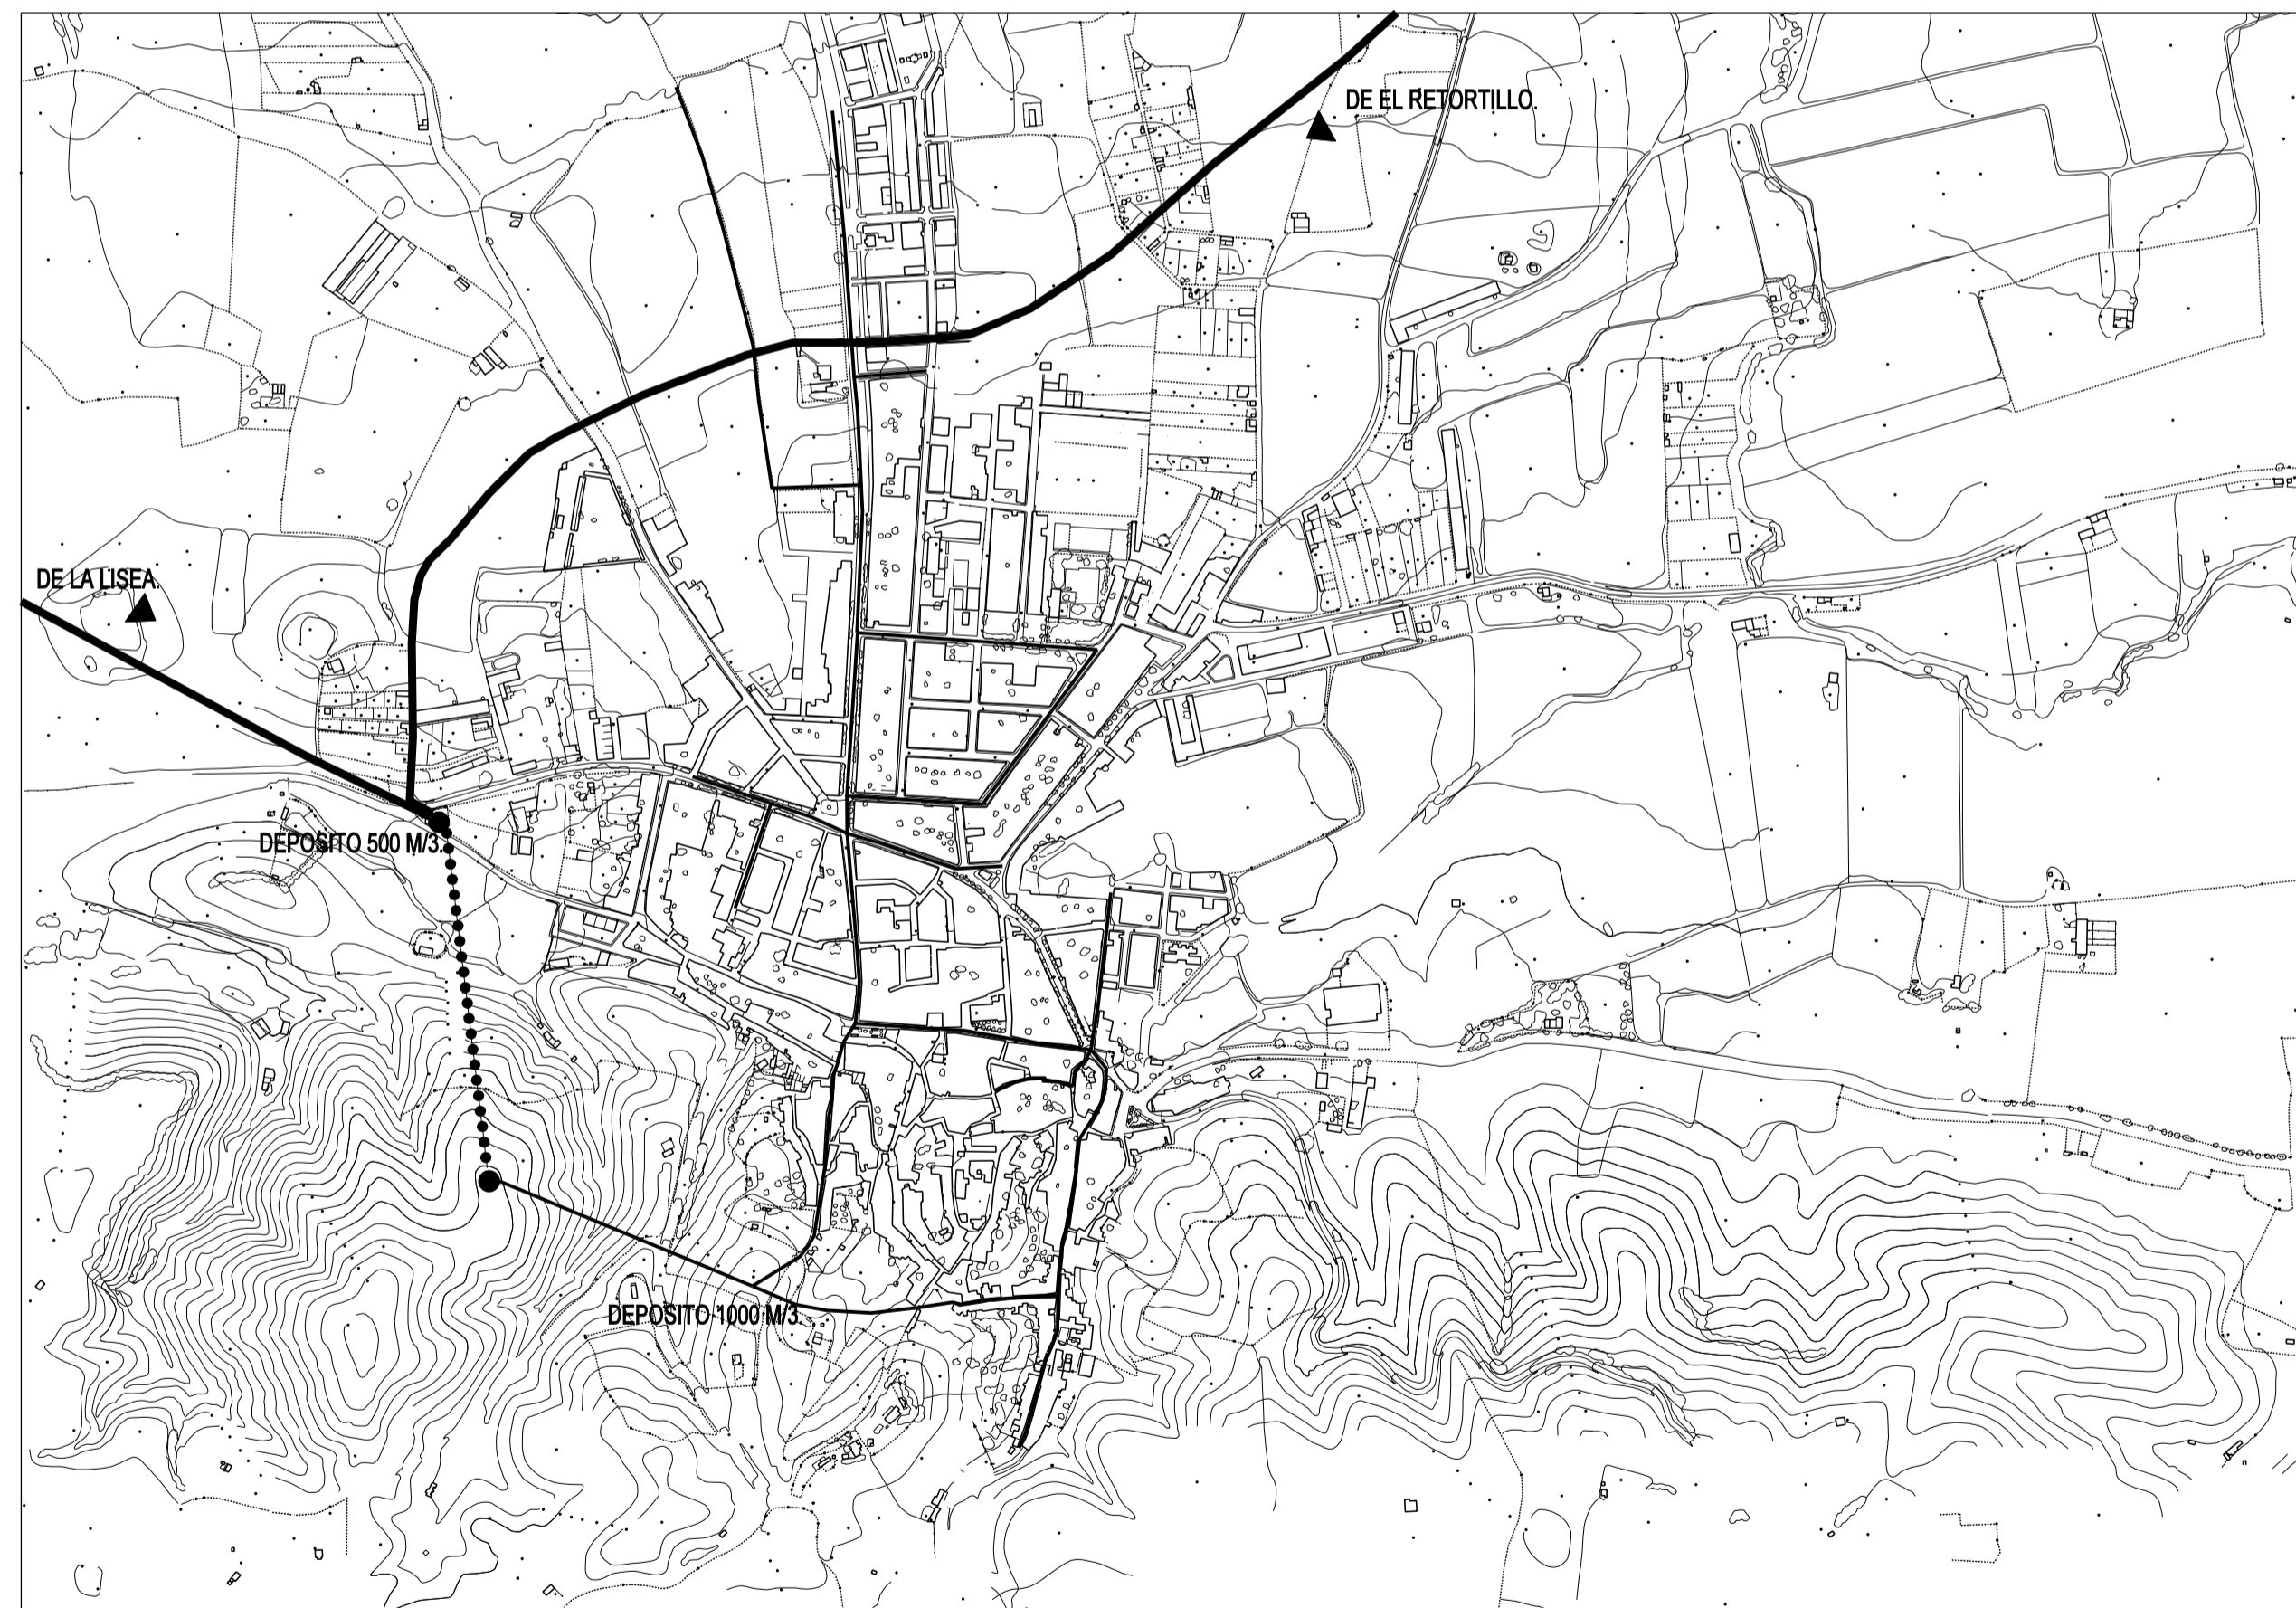 DE EL RETORTILLO.
DE LA LISEA.
DEPOSITO 500 M/3.
DEPOSITO 1000 M/3.